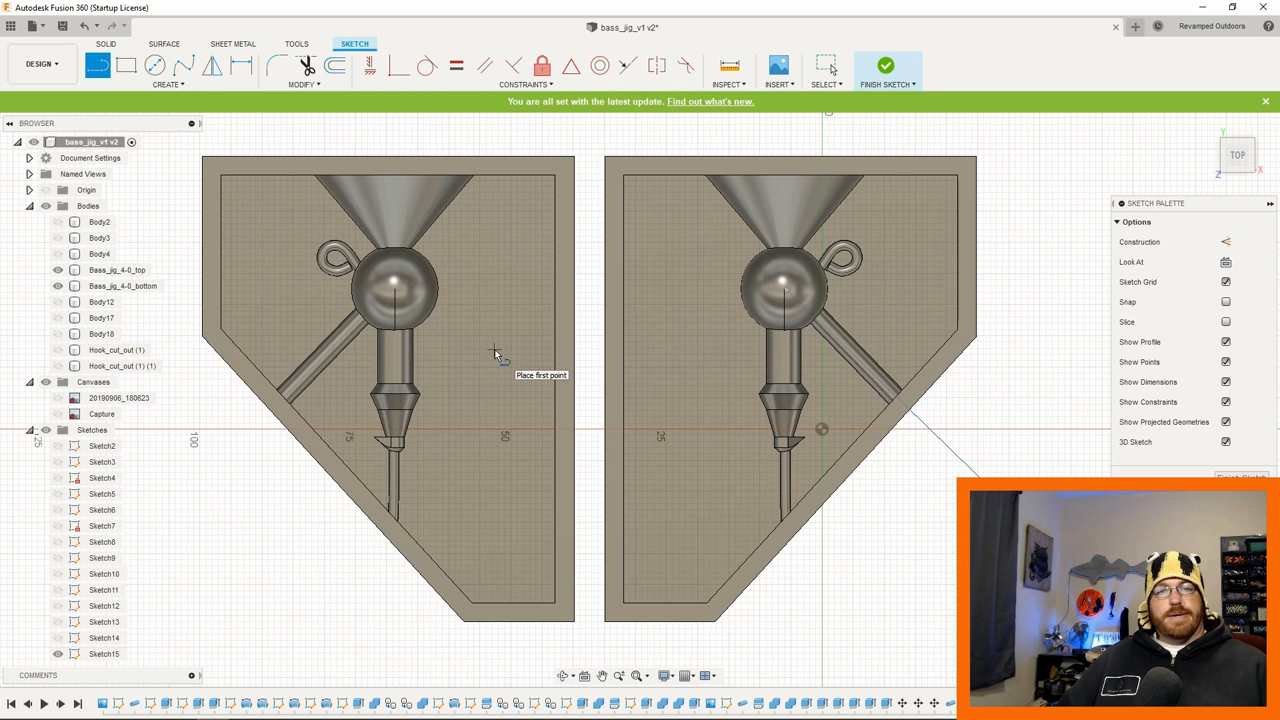 Autodesk Fusion 360 (Startup License)
bass_jig_v1 v2*
Revamped Outdoors
SOLID SURFACE SHEET METAL TOOLS SKETCH
DESIGN
CREATE MODIFY CONSTRAINTS INSPECT INSERT SELECT FINISH SKETCH
You are all set with the latest update. Find out what's new.
BROWSER
bass_jig_v1 v2
Document Settings
Named Views
Origin
Bodies
Body2
Body3
Body4
Bass_jig_4-0_top
Bass_jig_4-0_bottom
Body12
Body17
Body18
Hook_cut_out (1)
Hook_cut_out (1) (1)
Canvases
20190906_180623
Capture
Sketches
Sketch2
Sketch3
Sketch4
Sketch5
Sketch6
Sketch7
Sketch8
Sketch9
Sketch10
Sketch11
Sketch12
Sketch13
Sketch14
Sketch15
COMMENTS
Place first point
25
100
75
50
25
Y
TOP
X
Z
SKETCH PALETTE
Options
Construction
Look At
Sketch Grid
Snap
Slice
Show Profile
Show Points
Show Dimensions
Show Constraints
Show Projected Geometries
3D Sketch
Finish Sketch